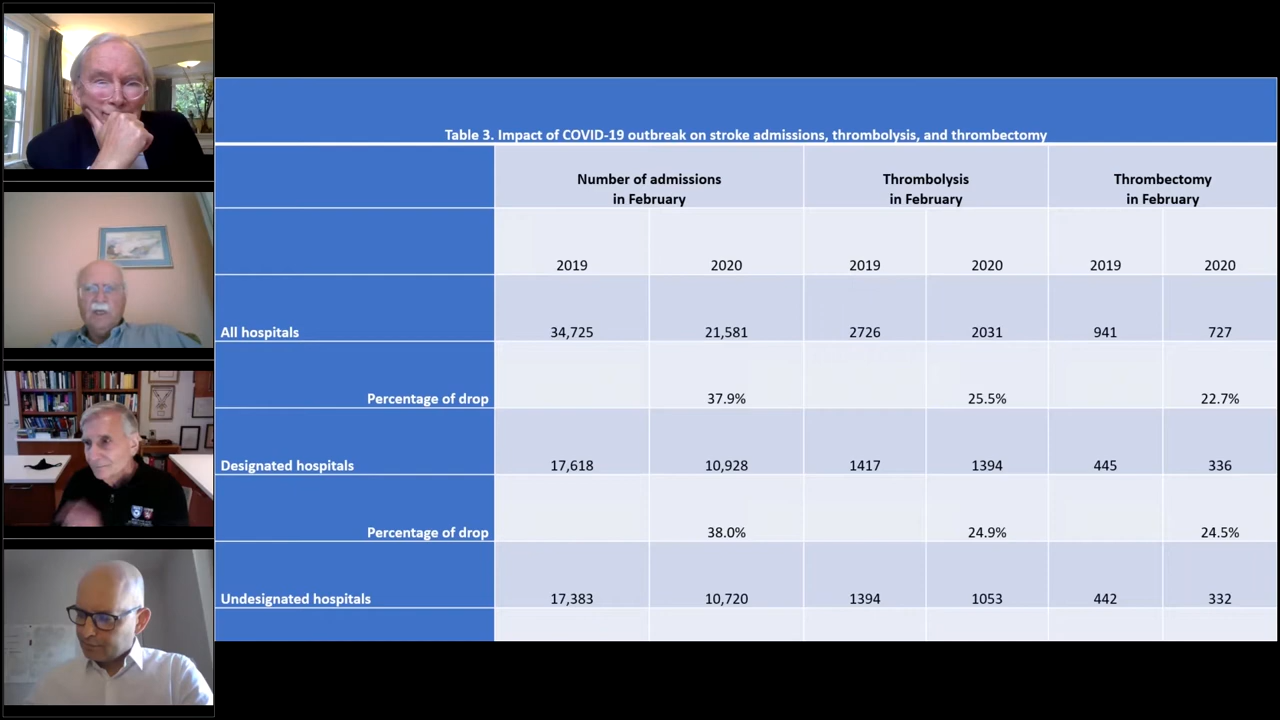 Table 3. Impact of COVID-19 outbreak on stroke admissions, thrombolysis, and thrombectomy
Number of admissions in February Thrombolysis in February Thrombectomy in February
2019 2020 2019 2020 2019 2020
All hospitals 34,725 21,581 2726 2031 941 727
Percentage of drop 37.9% 25.5% 22.7%
Designated hospitals 17,618 10,928 1417 1394 445 336
Percentage of drop 38.0% 24.9% 24.5%
Undesignated hospitals 17,383 10,720 1394 1053 442 332